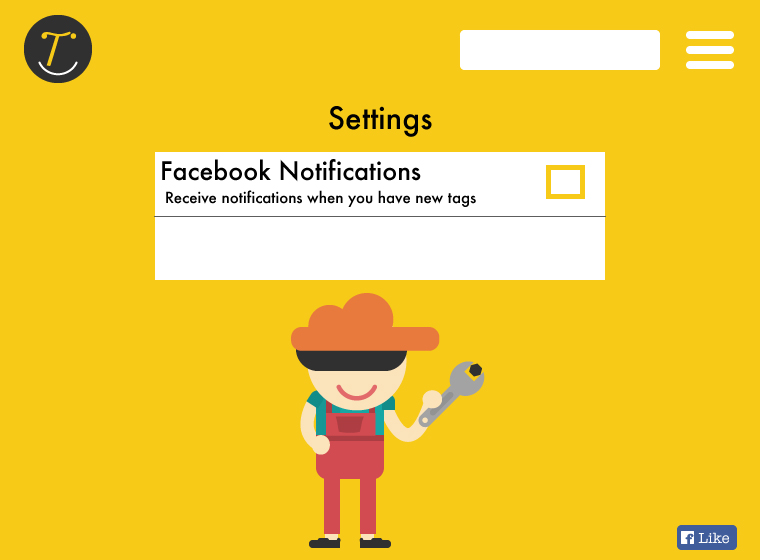 T
Settings
Facebook Notifications
Receive notifications when you have new tags
f Like